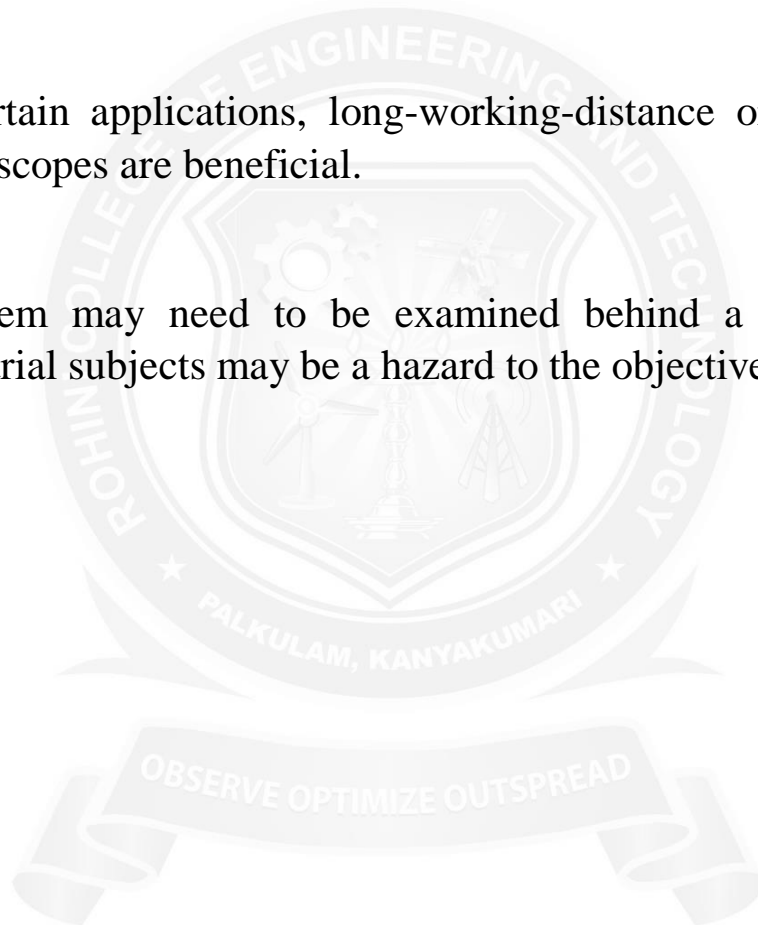 rtain applications, long-working-distance o
scopes are beneficial.
em may need to be examined behind a
rial subjects may be a hazard to the objective
ROHINI COLLEGE OF ENGINEERING AND TECHNOLOGY
PALKULAM, KANYAKUMARI
OBSERVE OPTIMIZE OUTSPREAD